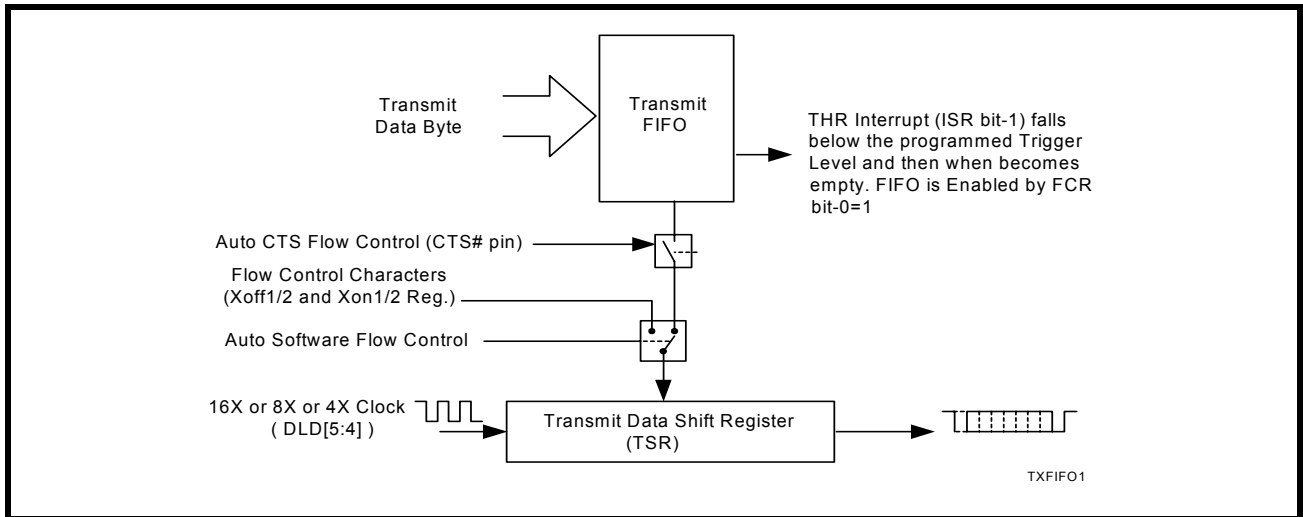 Transmit
Data Byte
Transmit
FIFO
THR Interrupt (ISR bit-1) falls
below the programmed Trigger
Level and then when becomes
empty. FIFO is Enabled by FCR
bit-0=1
Auto CTS Flow Control (CTS# pin)
Flow Control Characters
(Xoff1/2 and Xon1/2 Reg.)
Auto Software Flow Control
16X or 8X or 4X Clock
( DLD[5:4] )
Transmit Data Shift Register
(TSR)
TXFIFO1